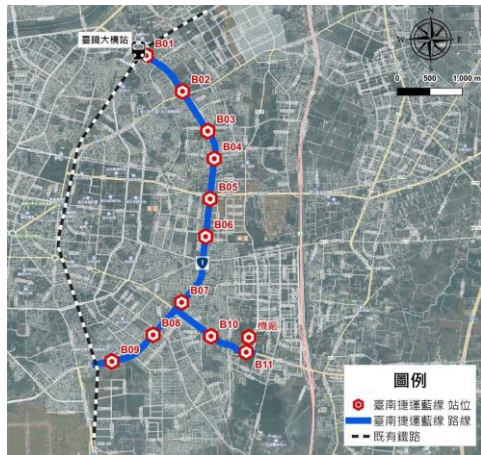 臺鐵大橋站
B01
N
W
E
S
0 500 1,000 m
B02
B03
B04
B05
B06
1
B07
B08
B10
機廠
B09
B11
圖例
臺南捷運藍線 站位
臺南捷運藍線 路線
既有鐵路